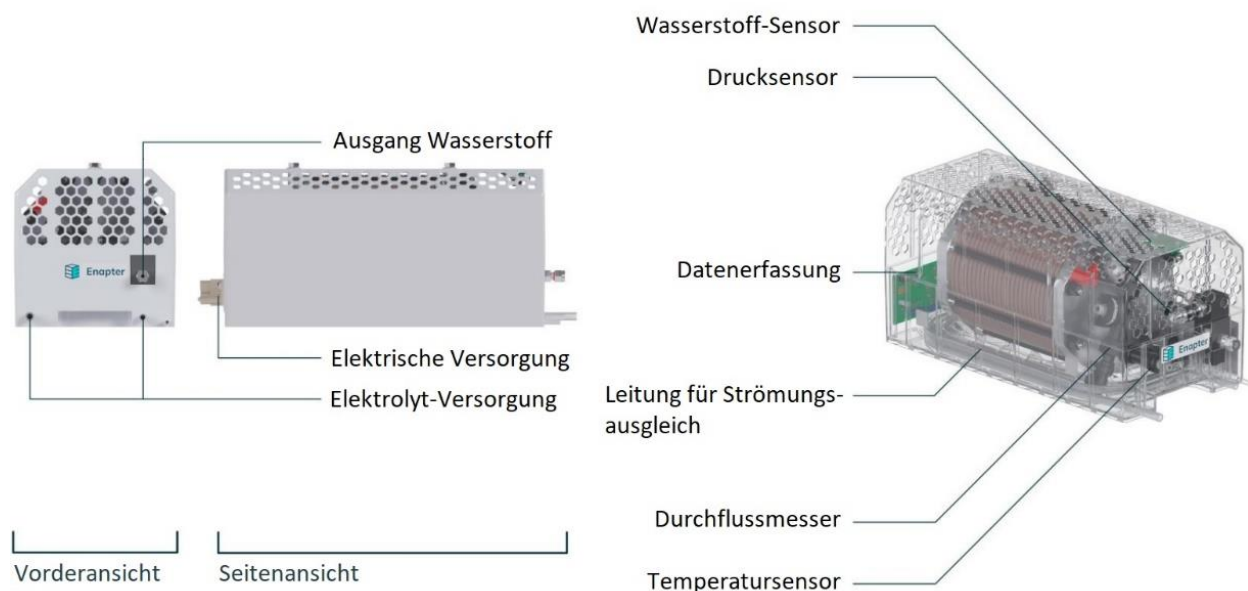 Wasserstoff-Sensor
Drucksensor
Ausgang Wasserstoff
Enapter
Datenerfassung
Elektrische Versorgung
Enapter
Elektrolyt-Versorgung
Leitung für Strömungs-
ausgleich
Durchflussmesser
Vorderansicht
Seitenansicht
Temperatursensor